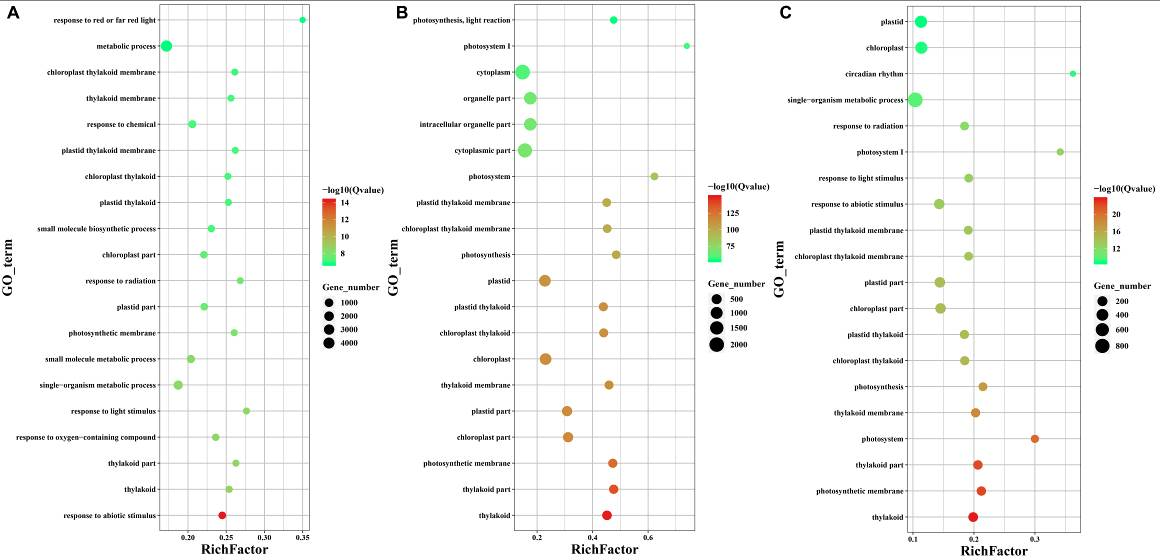 A
GO_term
response to red or far red light
metabolic process
chloroplast thylakoid membrane
thylakoid membrane
response to chemical
plastid thylakoid membrane
chloroplast thylakoid
plastid thylakoid
small molecule biosynthetic process
chloroplast part
response to radiation
plastid part
photosynthetic membrane
small molecule metabolic process
single−organism metabolic process
response to light stimulus
response to oxygen−containing compound
thylakoid part
thylakoid
response to abiotic stimulus
0.20 0.25 0.30 0.35
RichFactor
−log10(Qvalue)
14
12
10
8
Gene_number
1000
2000
3000
4000
B
GO_term
photosynthesis, light reaction
photosystem I
cytoplasm
organelle part
intracellular organelle part
cytoplasmic part
photosystem
plastid thylakoid membrane
chloroplast thylakoid membrane
photosynthesis
plastid
plastid thylakoid
chloroplast thylakoid
chloroplast
thylakoid membrane
plastid part
chloroplast part
photosynthetic membrane
thylakoid part
thylakoid
0.2 0.4 0.6
RichFactor
−log10(Qvalue)
125
100
75
Gene_number
500
1000
1500
2000
C
GO_term
plastid
chloroplast
circadian rhythm
single−organism metabolic process
response to radiation
photosystem I
response to light stimulus
response to abiotic stimulus
plastid thylakoid membrane
chloroplast thylakoid membrane
plastid part
chloroplast part
plastid thylakoid
chloroplast thylakoid
photosynthesis
thylakoid membrane
photosystem
thylakoid part
photosynthetic membrane
thylakoid
0.1 0.2 0.3
RichFactor
−log10(Qvalue)
20
16
12
Gene_number
200
400
600
800